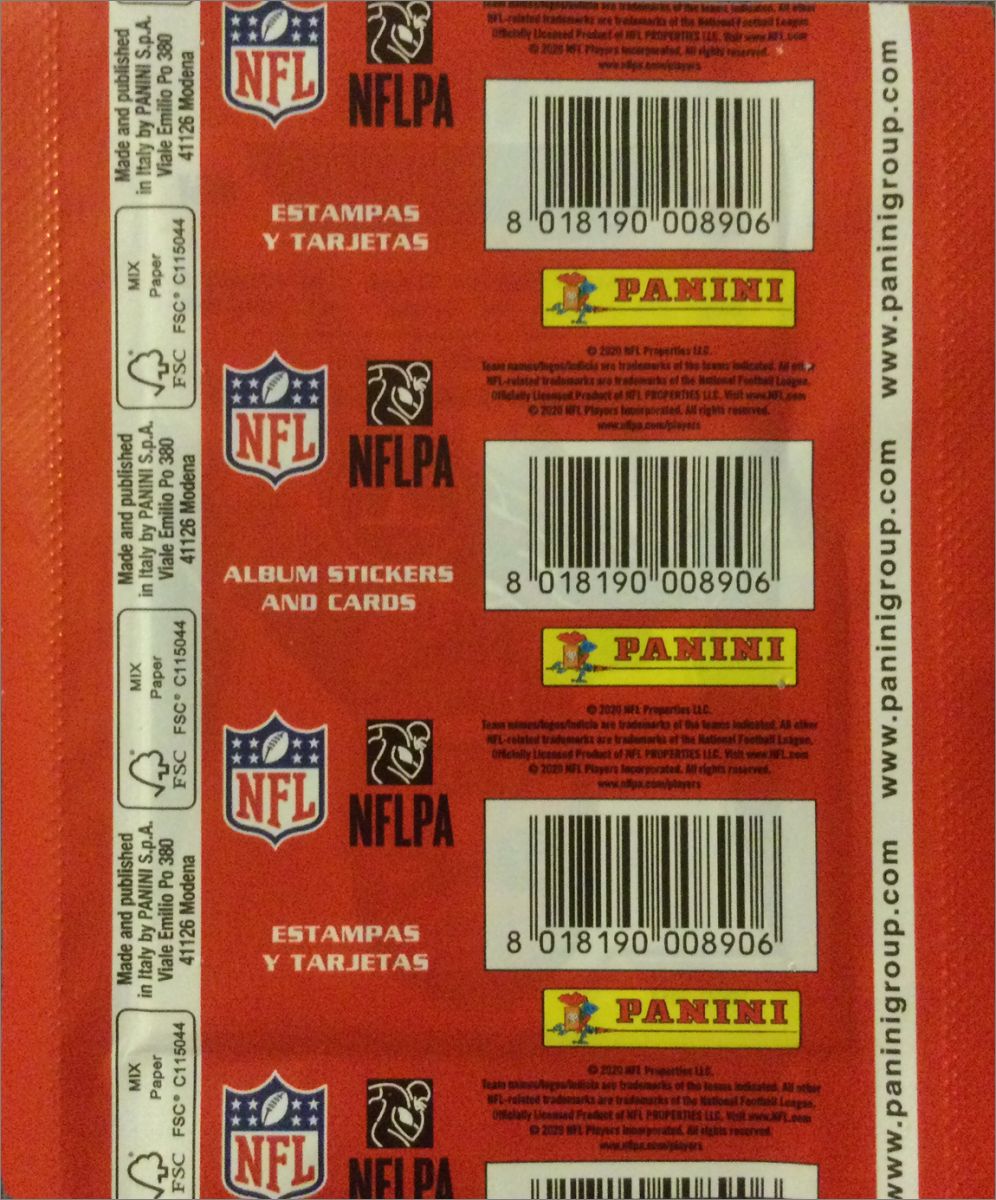 Team names/logos/indicia are trademarks of the teams indicated. All other
NFL-related trademarks are trademarks of the National Football League.
Officially Licensed Product of NFL PROPERTIES LLC. Visit www.NFL.com
© 2020 NFL Players Incorporated. All rights reserved.
www.nflpa.com/players
NFL
NFLPA
8 018190 008906
ESTAMPAS
Y TARJETAS
PANINI
© 2020 NFL Properties LLC.
Team names/logos/indicia are trademarks of the teams indicated. All other
NFL-related trademarks are trademarks of the National Football League.
Officially Licensed Product of NFL PROPERTIES LLC. Visit www.NFL.com
© 2020 NFL Players Incorporated. All rights reserved.
www.nflpa.com/players
NFL
NFLPA
8 018190 008906
ALBUM STICKERS
AND CARDS
PANINI
© 2020 NFL Properties LLC.
Team names/logos/indicia are trademarks of the teams indicated. All other
NFL-related trademarks are trademarks of the National Football League.
Officially Licensed Product of NFL PROPERTIES LLC. Visit www.NFL.com
© 2020 NFL Players Incorporated. All rights reserved.
www.nflpa.com/players
NFL
NFLPA
8 018190 008906
ESTAMPAS
Y TARJETAS
PANINI
© 2020 NFL Properties LLC.
Team names/logos/indicia are trademarks of the teams indicated. All other
NFL-related trademarks are trademarks of the National Football League.
Officially Licensed Product of NFL PROPERTIES LLC. Visit www.NFL.com
© 2020 NFL Players Incorporated. All rights reserved.
www.nflpa.com/players
NFL
NFLPA
Made and published
in Italy by PANINI S.p.A.
Viale Emilio Po 380
41126 Modena
MIX
Paper
FSC FSC® C115044
Made and published
in Italy by PANINI S.p.A.
Viale Emilio Po 380
41126 Modena
MIX
Paper
FSC FSC® C115044
Made and published
in Italy by PANINI S.p.A.
Viale Emilio Po 380
41126 Modena
MIX
Paper
FSC FSC® C115044
www.paninigroup.com
www.paninigroup.com
www.paninigroup.com